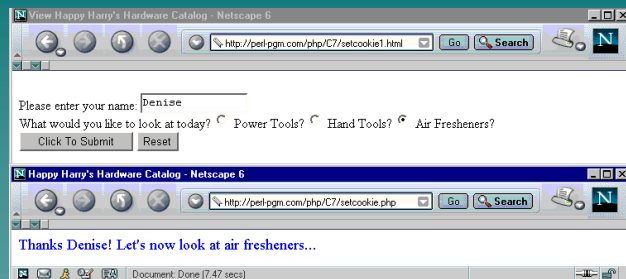 View Happy Harry's Hardware Catalog - Netscape 6
http://perl-pgm.com/php/C7/setcookie1.html
Go
Search
N
Please enter your name: Denise
What would you like to look at today? Power Tools? Hand Tools? Air Fresheners?
Click To Submit Reset
Happy Harry's Hardware Catalog - Netscape 6
http://perl-pgm.com/php/C7/setcookie.php
Go
Search
N
Thanks Denise! Let's now look at air fresheners...
Document: Done (7.47 secs)